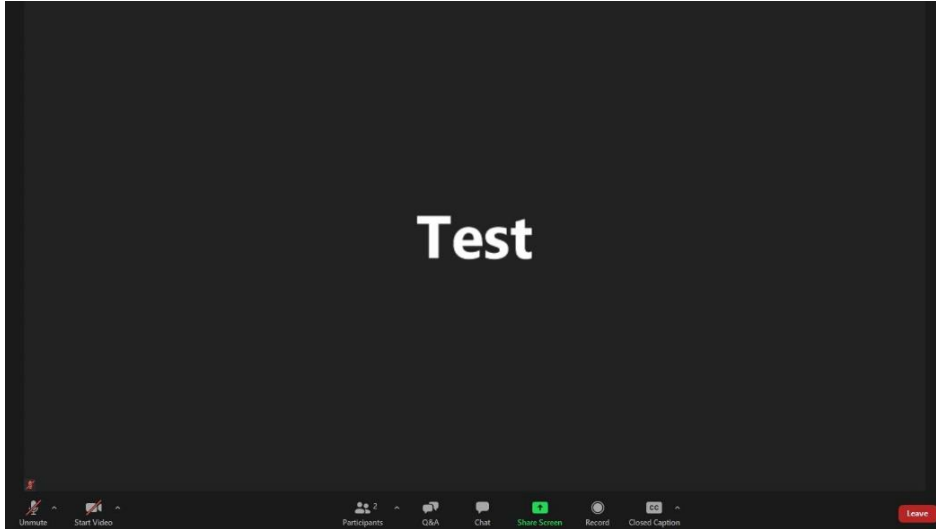 Test
2
CC
Unmute
Start Video
Participants
Q&A
Chat
Share Screen
Record
Closed Caption
Leave